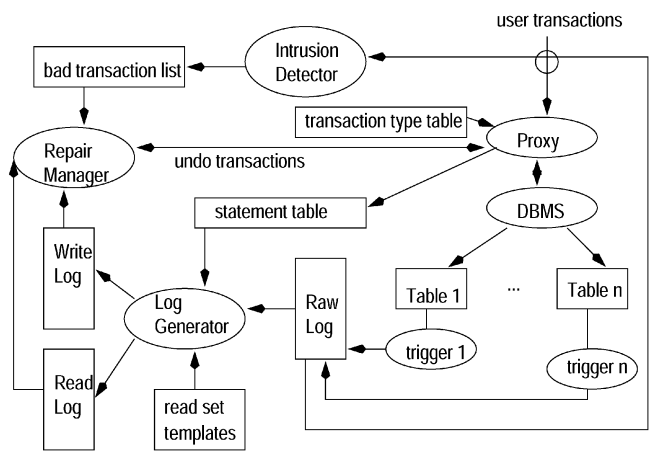 user transactions
Intrusion
Detector
bad transaction list
transaction type table
Proxy
Repair
Manager
undo transactions
statement table
DBMS
Write
Log
Log
Generator
Raw
Log
Table 1
...
Table n
trigger 1
trigger n
Read
Log
read set
templates